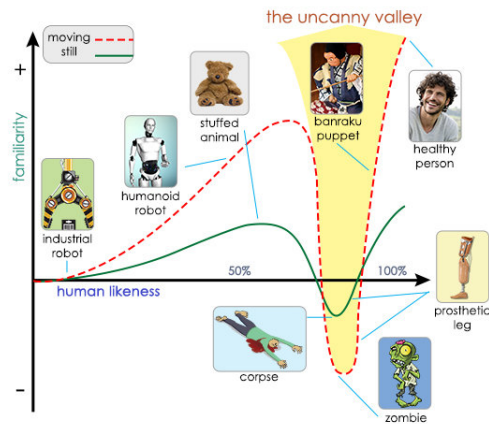 the uncanny valley
moving
still
+
familiarity
stuffed
animal
banraku
puppet
healthy
person
humanoid
robot
industrial
robot
50%
100%
human likeness
prosthetic
leg
corpse
zombie
–